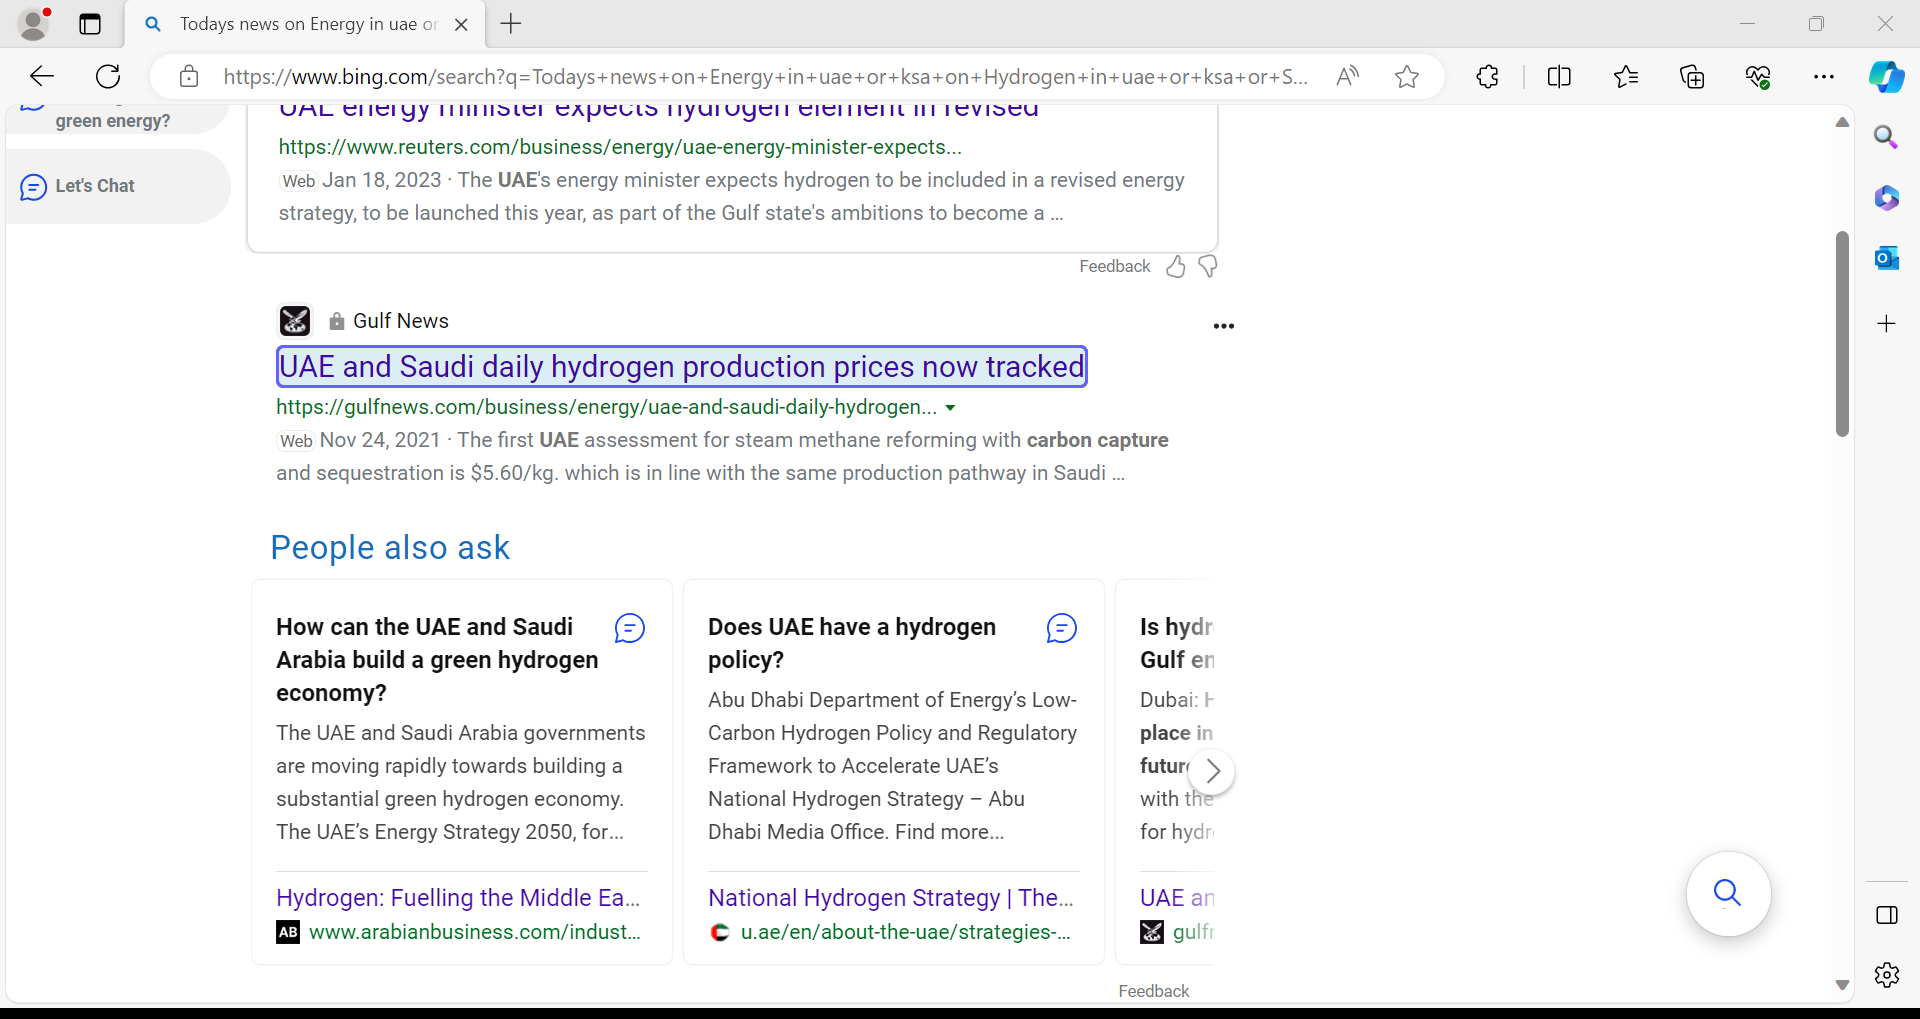 Todays news on Energy in uae or
https://www.bing.com/search?q=Todays+news+on+Energy+in+uae+or+ksa+on+Hydrogen+in+uae+or+ksa+or+S...
green energy?
Let's Chat
UAE energy minister expects hydrogen element in revised
https://www.reuters.com/business/energy/uae-energy-minister-expects...
Web Jan 18, 2023 · The UAE's energy minister expects hydrogen to be included in a revised energy
strategy, to be launched this year, as part of the Gulf state's ambitions to become a ...
Feedback
Gulf News
UAE and Saudi daily hydrogen production prices now tracked
https://gulfnews.com/business/energy/uae-and-saudi-daily-hydrogen...
Web Nov 24, 2021 · The first UAE assessment for steam methane reforming with carbon capture
and sequestration is $5.60/kg. which is in line with the same production pathway in Saudi ...
People also ask
How can the UAE and Saudi
Arabia build a green hydrogen
economy?
The UAE and Saudi Arabia governments
are moving rapidly towards building a
substantial green hydrogen economy.
The UAE's Energy Strategy 2050, for...
Hydrogen: Fuelling the Middle Ea...
AB www.arabianbusiness.com/indust...
Does UAE have a hydrogen
policy?
Abu Dhabi Department of Energy's Low-
Carbon Hydrogen Policy and Regulatory
Framework to Accelerate UAE's
National Hydrogen Strategy – Abu
Dhabi Media Office. Find more...
National Hydrogen Strategy | The...
u.ae/en/about-the-uae/strategies-...
Is hydr
Gulf en
Dubai: H
place in
futur
with the
for hydr
UAE an
gulfn
Feedback